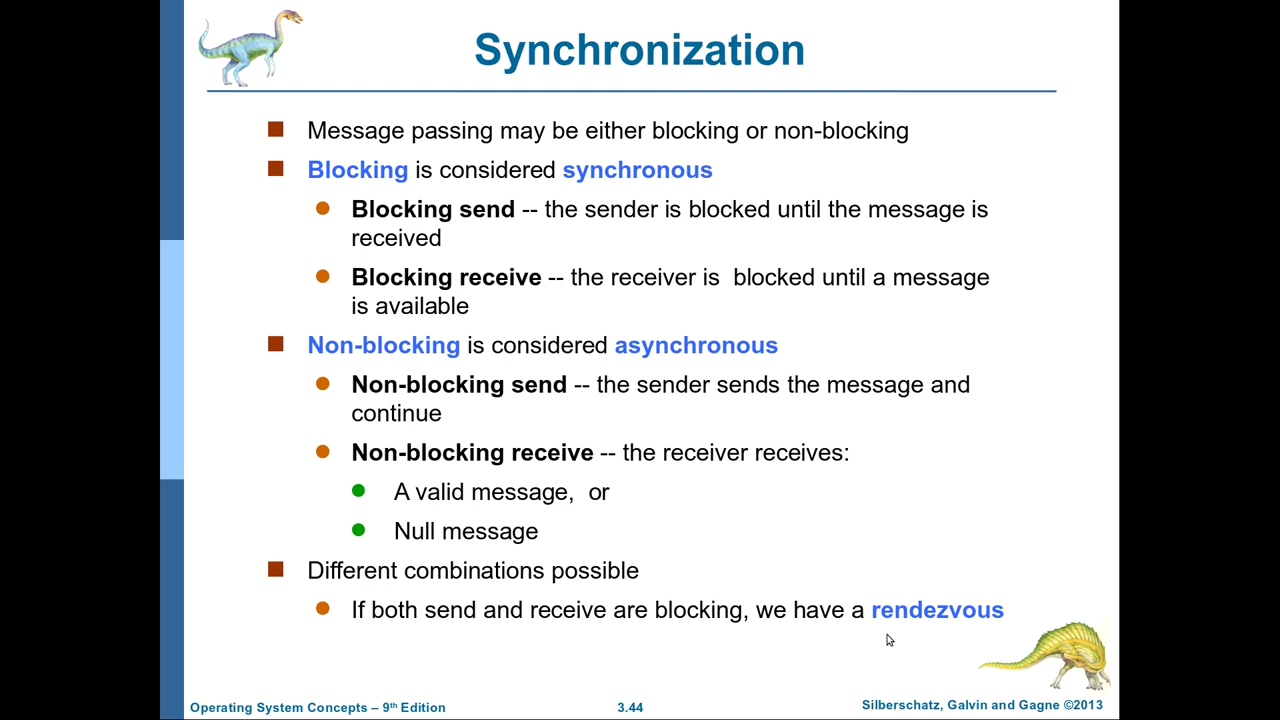 Synchronization
Message passing may be either blocking or non-blocking
Blocking is considered synchronous
Blocking send -- the sender is blocked until the message is
received
Blocking receive -- the receiver is  blocked until a message
is available
Non-blocking is considered asynchronous
Non-blocking send -- the sender sends the message and
continue
Non-blocking receive -- the receiver receives:
A valid message,  or
Null message
Different combinations possible
If both send and receive are blocking, we have a rendezvous
Operating System Concepts – 9th Edition
3.44
Silberschatz, Galvin and Gagne ©2013